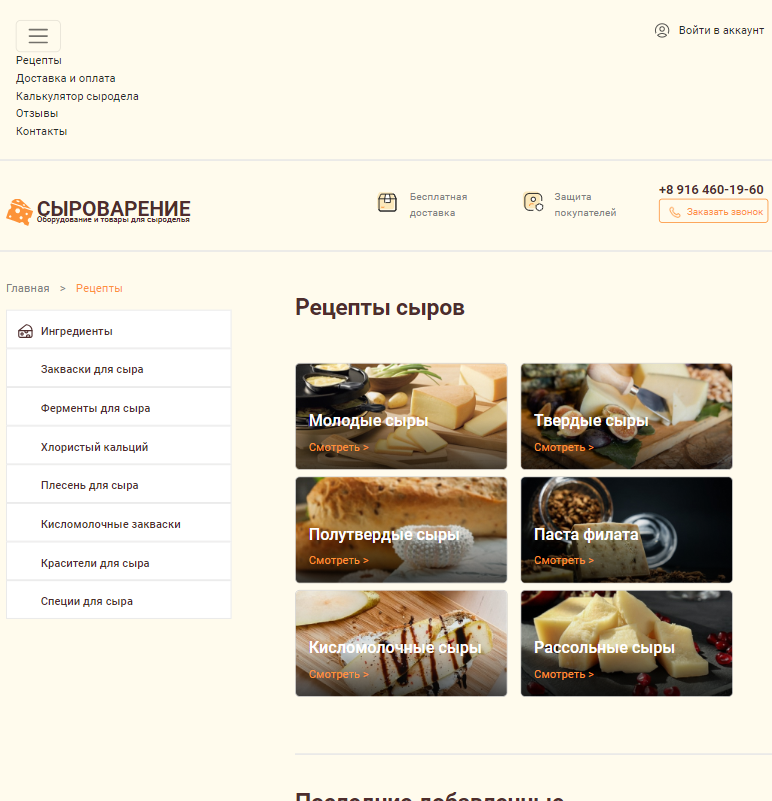 Войти в аккаунт
Рецепты
Доставка и оплата
Калькулятор сыродела
Отзывы
Контакты
СЫРОВАРЕНИЕ
Оборудование и товары для сыроделья
Бесплатная
доставка
Защита
покупателей
+8 916 460-19-60
Заказать звонок
Главная > Рецепты
Ингредиенты
Закваски для сыра
Ферменты для сыра
Хлористый кальций
Плесень для сыра
Кисломолочные закваски
Красители для сыра
Специи для сыра
Рецепты сыров
Молодые сыры
Смотреть >
Твердые сыры
Смотреть >
Полутвердые сыры
Смотреть >
Паста филата
Смотреть >
Кисломолочные сыры
Смотреть >
Рассольные сыры
Смотреть >
Последние добавленные